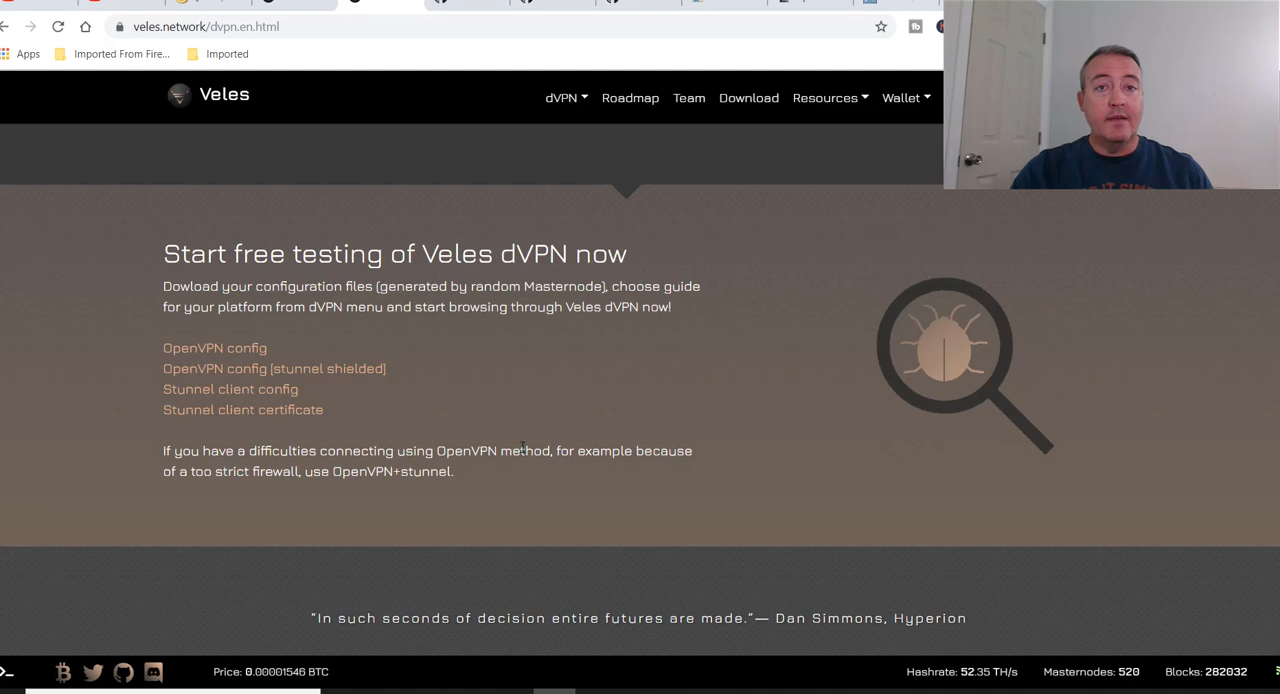 veles.network/dvpn.en.html
Apps
Imported From Fire...
Imported
Veles
dVPN
Roadmap
Team
Download
Resources
Wallet
Start free testing of Veles dVPN now
Dowload your configuration files (generated by random Masternode), choose guide
for your platform from dVPN menu and start browsing through Veles dVPN now!
OpenVPN config
OpenVPN config [stunnel shielded]
Stunnel client config
Stunnel client certificate
If you have a difficulties connecting using OpenVPN method, for example because
of a too strict firewall, use OpenVPN+stunnel.
“In such seconds of decision entire futures are made.”— Dan Simmons, Hyperion
Price: 0.00001546 BTC
Hashrate: 52.35 TH/s
Masternodes: 520
Blocks: 282032